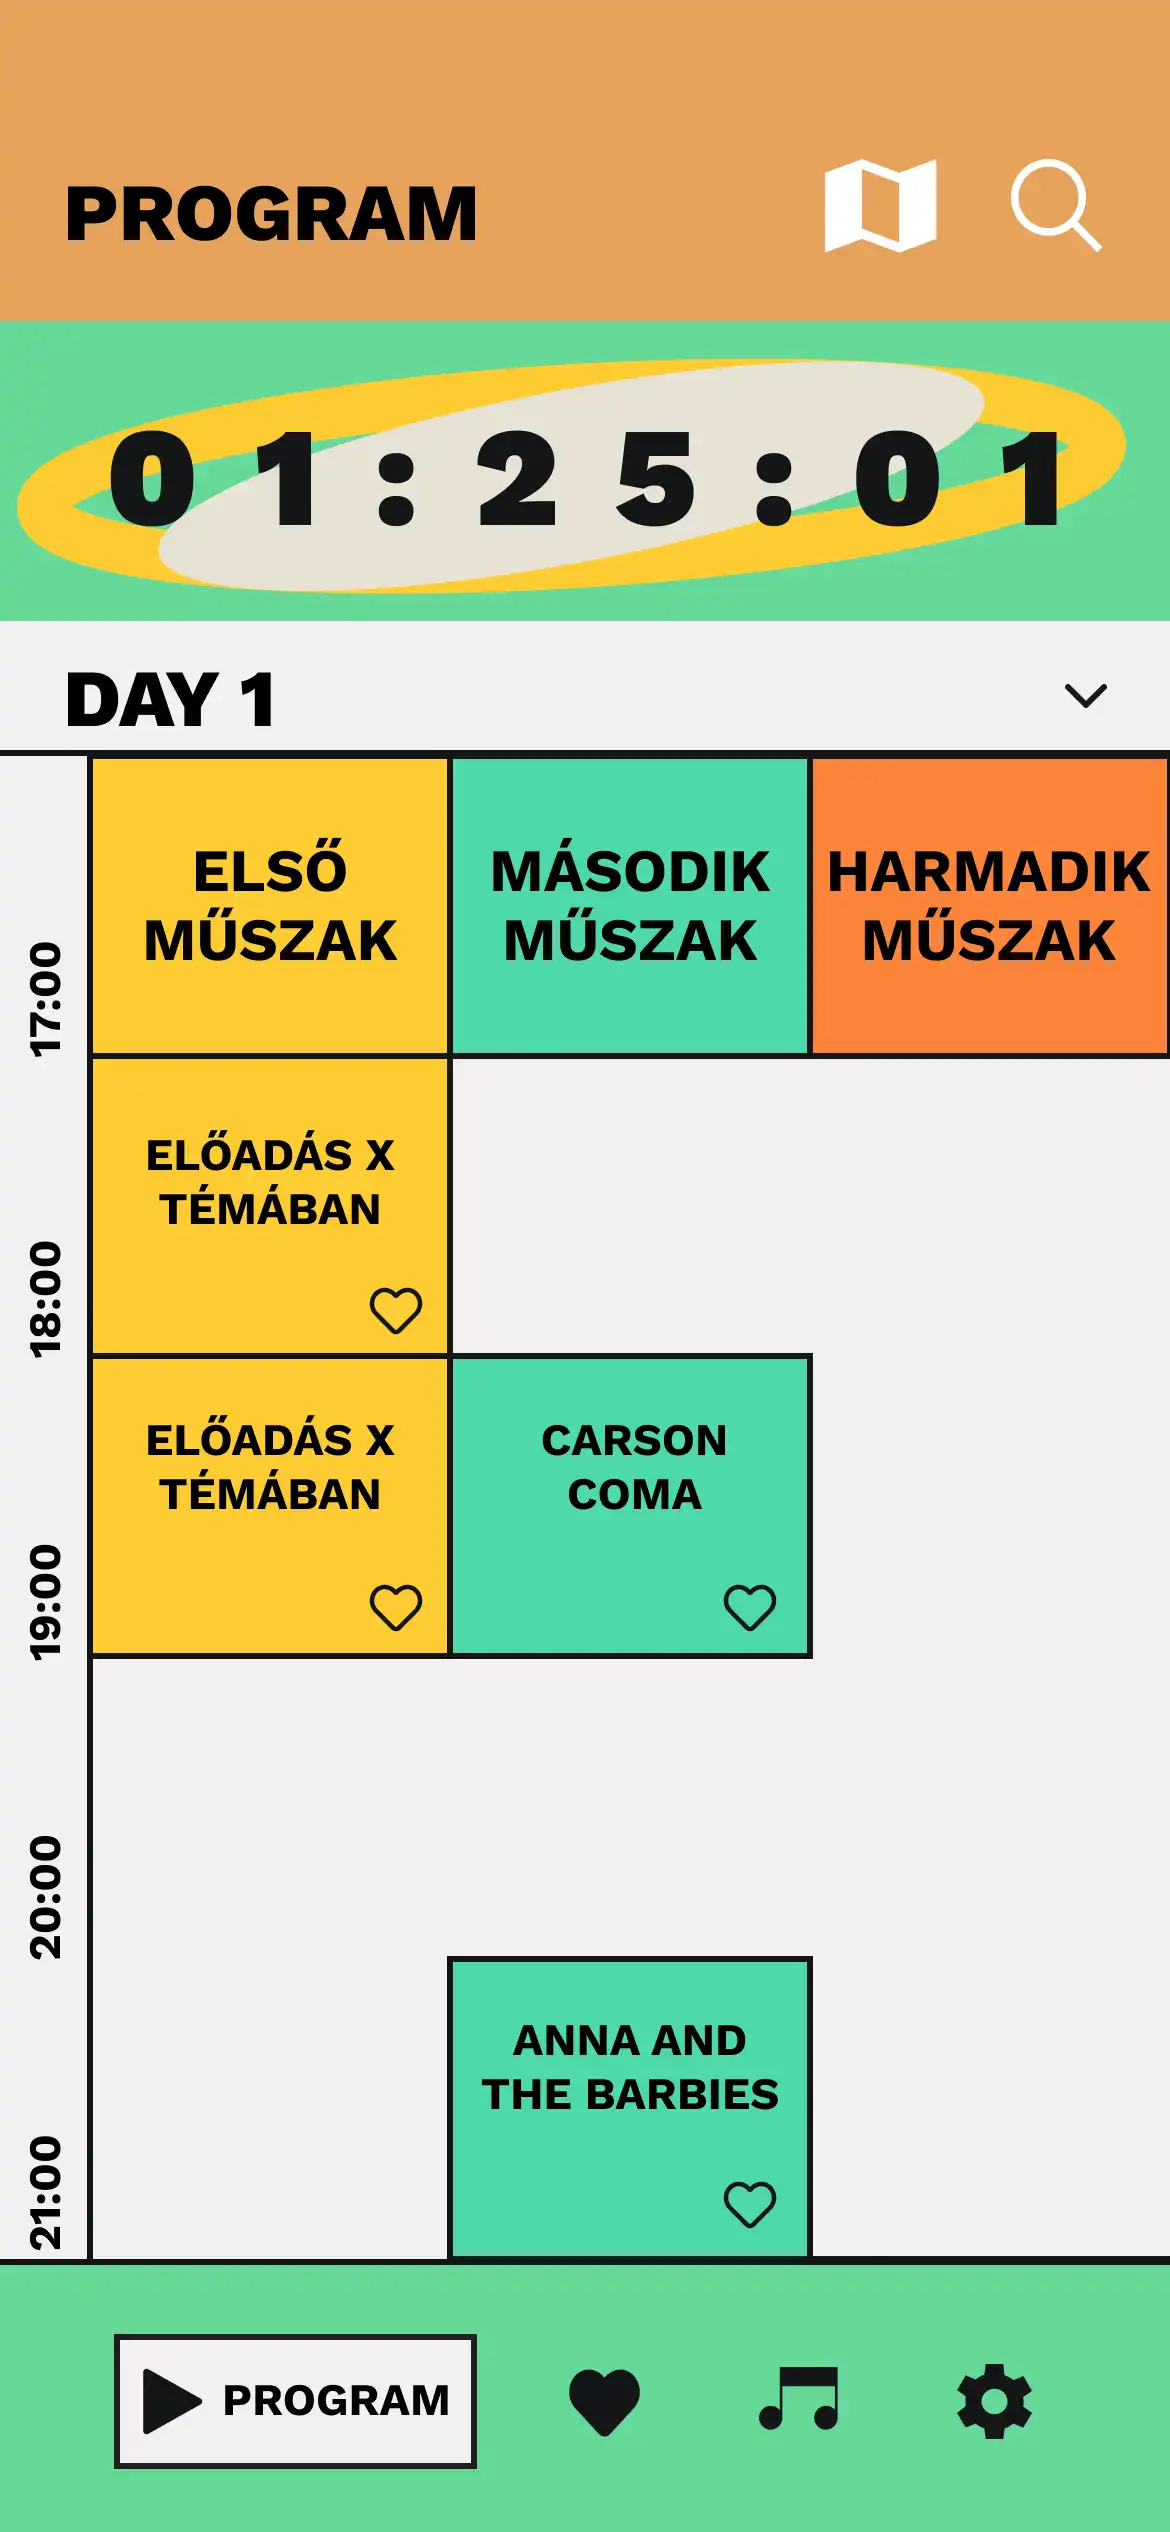 PROGRAM
01:25:01
DAY 1
ELSŐ
MŰSZAK
MÁSODIK
MŰSZAK
HARMADIK
MŰSZAK
17:00
ELŐADÁS X
TÉMÁBAN
18:00
ELŐADÁS X
TÉMÁBAN
CARSON
COMA
19:00
20:00
ANNA AND
THE BARBIES
21:00
PROGRAM